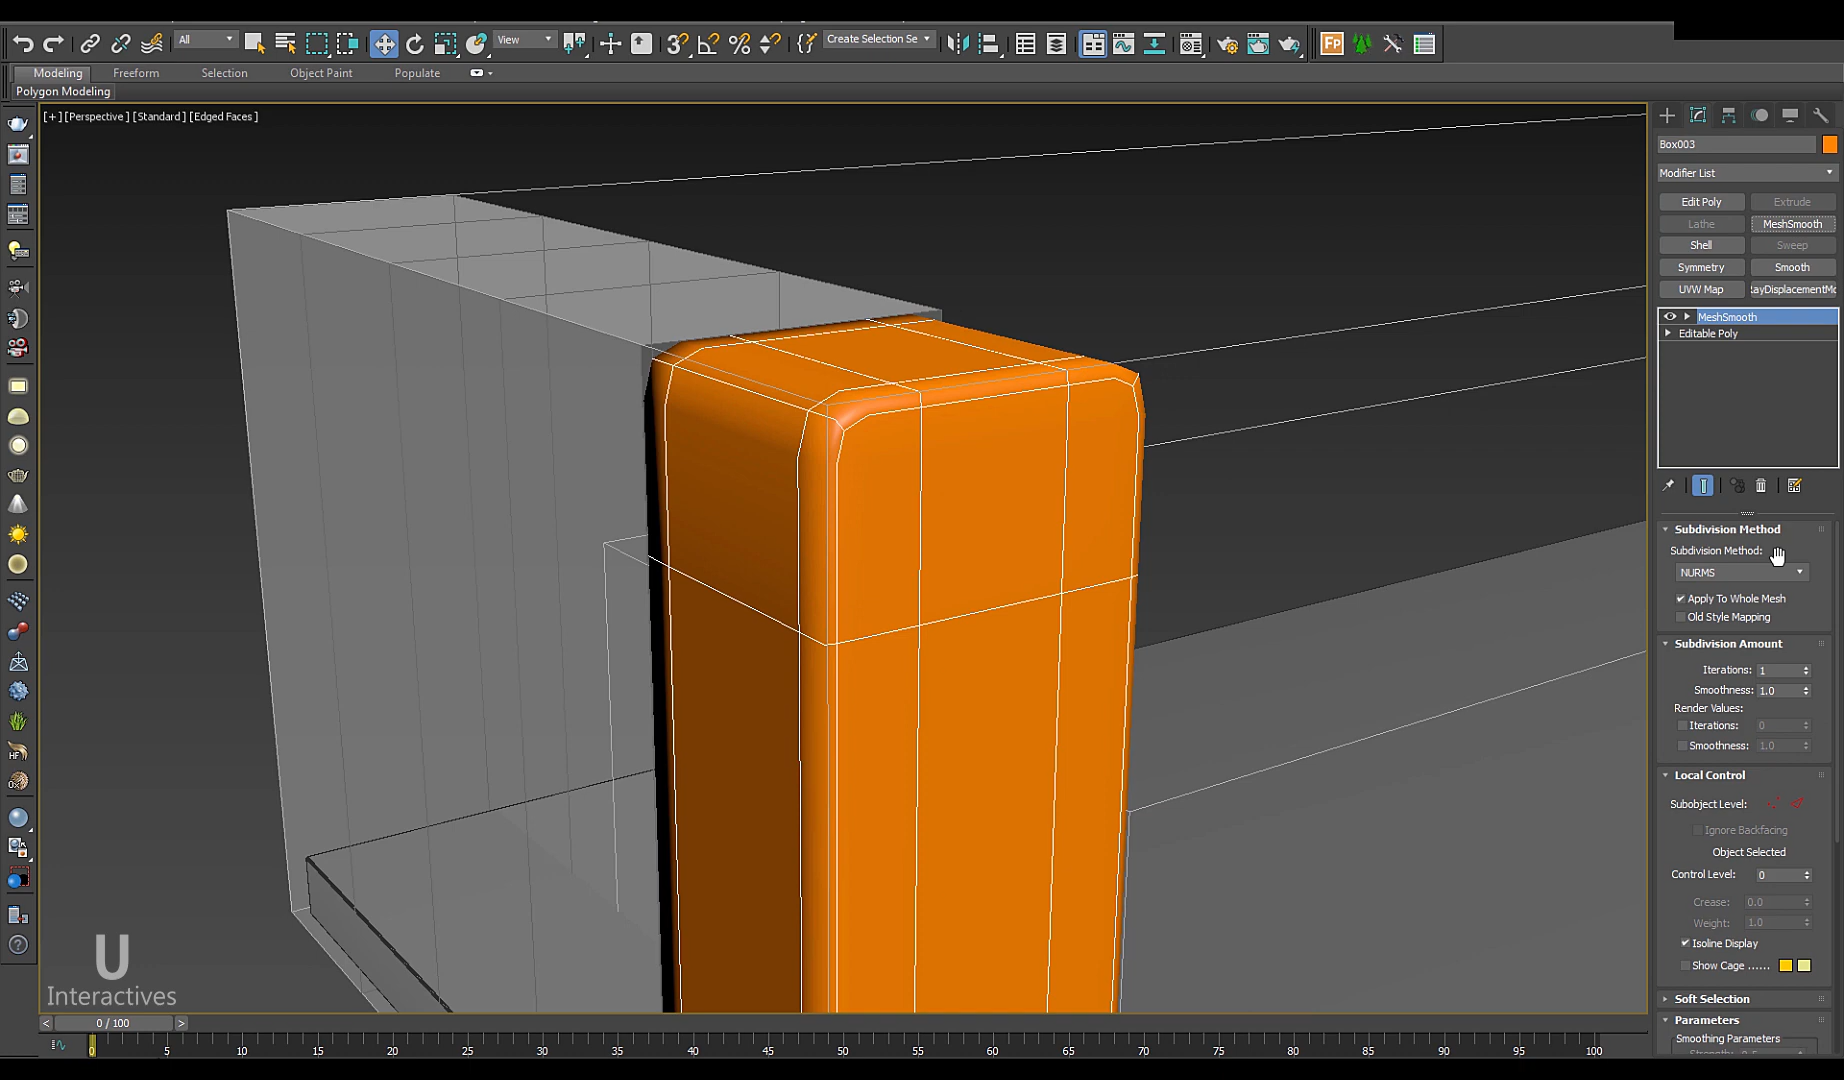 All
View
Create Selection Se
Modeling Freeform Selection Object Paint Populate
Polygon Modeling
[+] [Perspective ] [Standard ] [Edged Faces ]
Box003
Modifier List
Edit Poly Extrude
Lathe MeshSmooth
Shell Sweep
Symmetry Smooth
UVW Map ayDisplacementMo
MeshSmooth
Editable Poly
Subdivision Method
Subdivision Method:
NURMS
Apply To Whole Mesh
Old Style Mapping
Subdivision Amount
Iterations: 1
Smoothness: 1.0
Render Values:
Iterations: 0
Smoothness: 1.0
Local Control
Subobject Level:
Ignore Backfacing
Object Selected
Control Level: 0
Crease: 0.0
Weight: 1.0
Isoline Display
Show Cage ......
Soft Selection
Parameters
Smoothing Parameters
U
Interactives
< 0 / 100 >
0 5 10 15 20 25 30 35 40 45 50 55 60 65 70 75 80 85 90 95 100